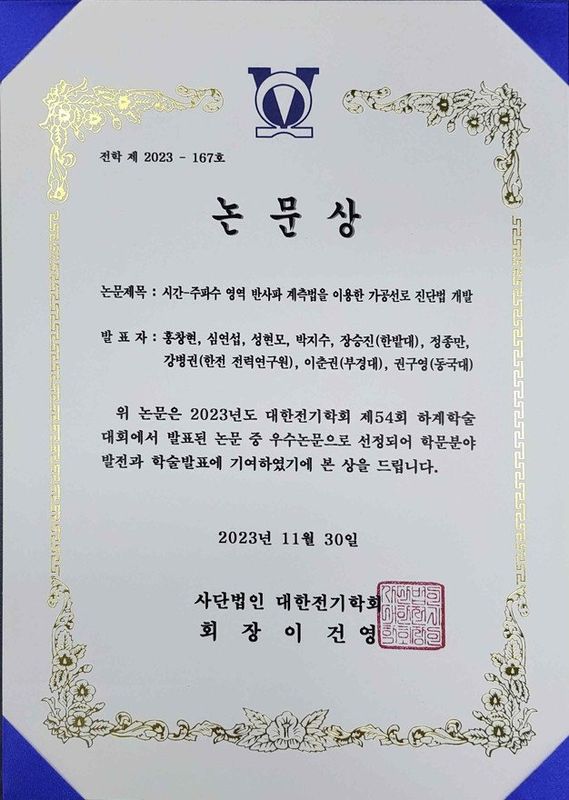 전학 제 2023 - 167호
논문상
논문제목 : 시간-주파수 영역 반사파 계측법을 이용한 가공선로 진단법 개발
발 표 자 : 홍창현, 심연섭, 성현모, 박지수, 장승진(한밭대), 정종만,
강병권(한전 전력연구원), 이춘권(부경대), 권구영(동국대)
위 논문은 2023년도 대한전기학회 제54회 하계학술
대회에서 발표된 논문 중 우수논문으로 선정되어 학문분야
발전과 학술발표에 기여하였기에 본 상을 드립니다.
2023년 11월 30일
사단법인 대한전기학회
회 장 이 건 영